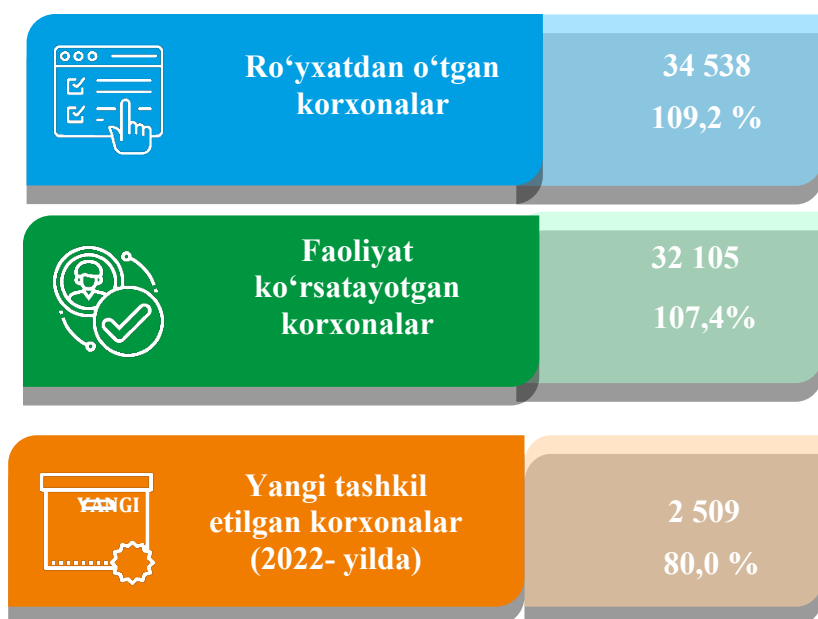 Ro‘yxatdan o‘tgan
korxonalar
34 538
109,2 %
Faoliyat
ko‘rsatayotgan
korxonalar
32 105
107,4%
YANGI
Yangi tashkil
etilgan korxonalar
(2022- yilda)
2 509
80,0 %